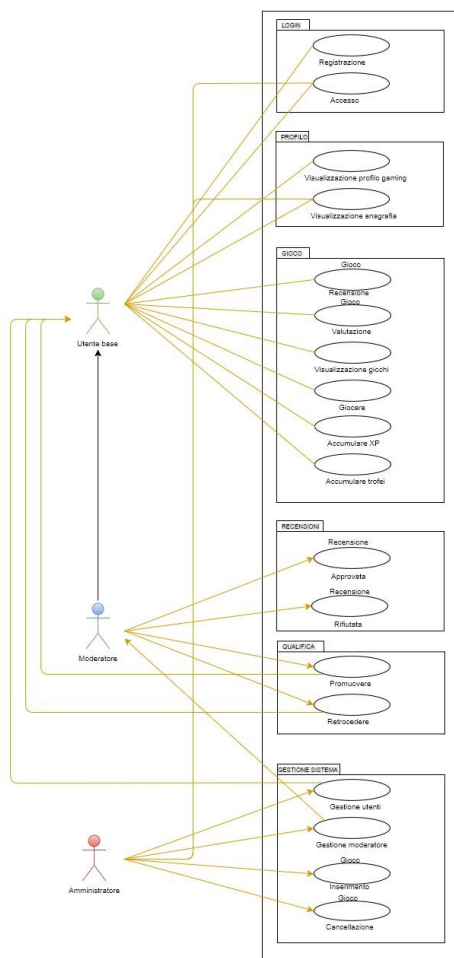 LOGIN
Registrazione
Accesso
PROFILO
Visualizzazione profilo gaming
Visualizzazione anagrafia
GIOCO
Gioco
Recensione
Gioco
Valutazione
Visualizzazione giochi
Giocare
Accumulare XP
Accumulare trofei
Utente base
RECENSIONI
Recensione
Approvata
Recensione
Rifiutata
Moderatore
QUALIFICA
Promuovere
Retrocedere
GESTIONE SISTEMA
Gestione utenti
Gestione moderatore
Gioco
Inserimento
Gioco
Cancellazione
Amministratore